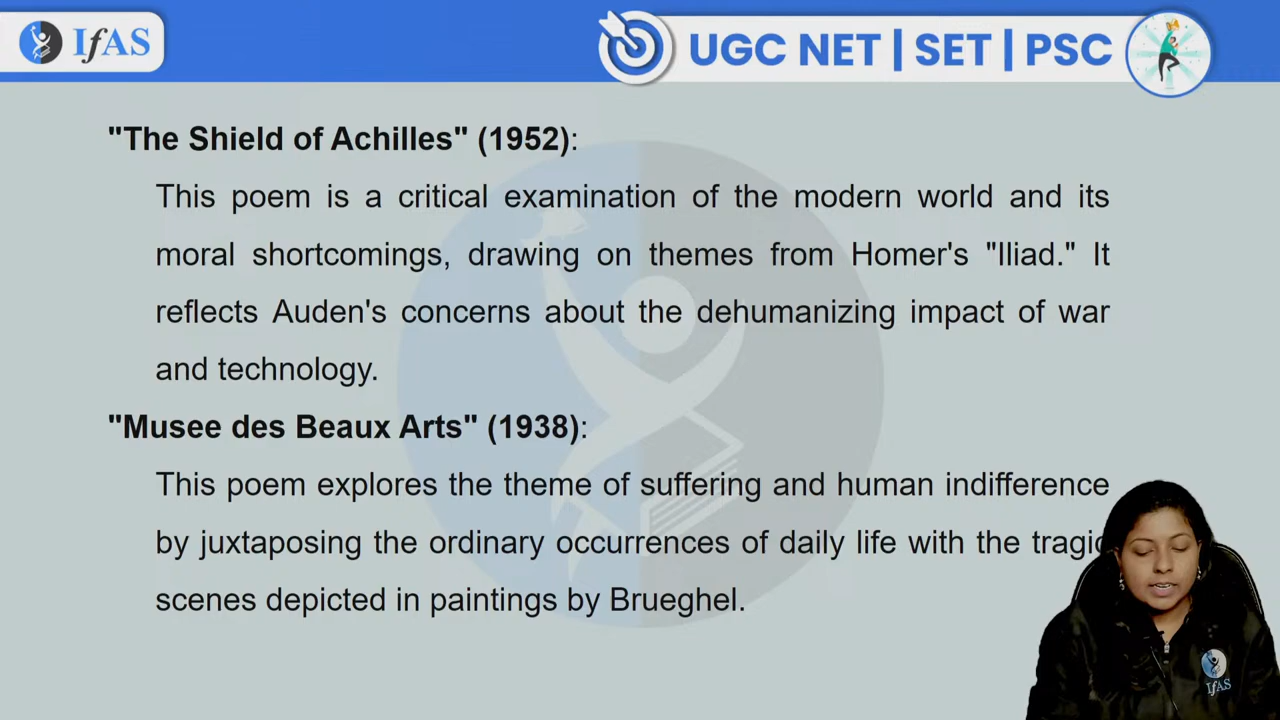 IfAS
UGC NET | SET | PSC
"The Shield of Achilles" (1952):
This poem is a critical examination of the modern world and its
moral shortcomings, drawing on themes from Homer's "Iliad." It
reflects Auden's concerns about the dehumanizing impact of war
and technology.
"Musee des Beaux Arts" (1938):
This poem explores the theme of suffering and human indifference
by juxtaposing the ordinary occurrences of daily life with the tragic
scenes depicted in paintings by Brueghel.
IfAS